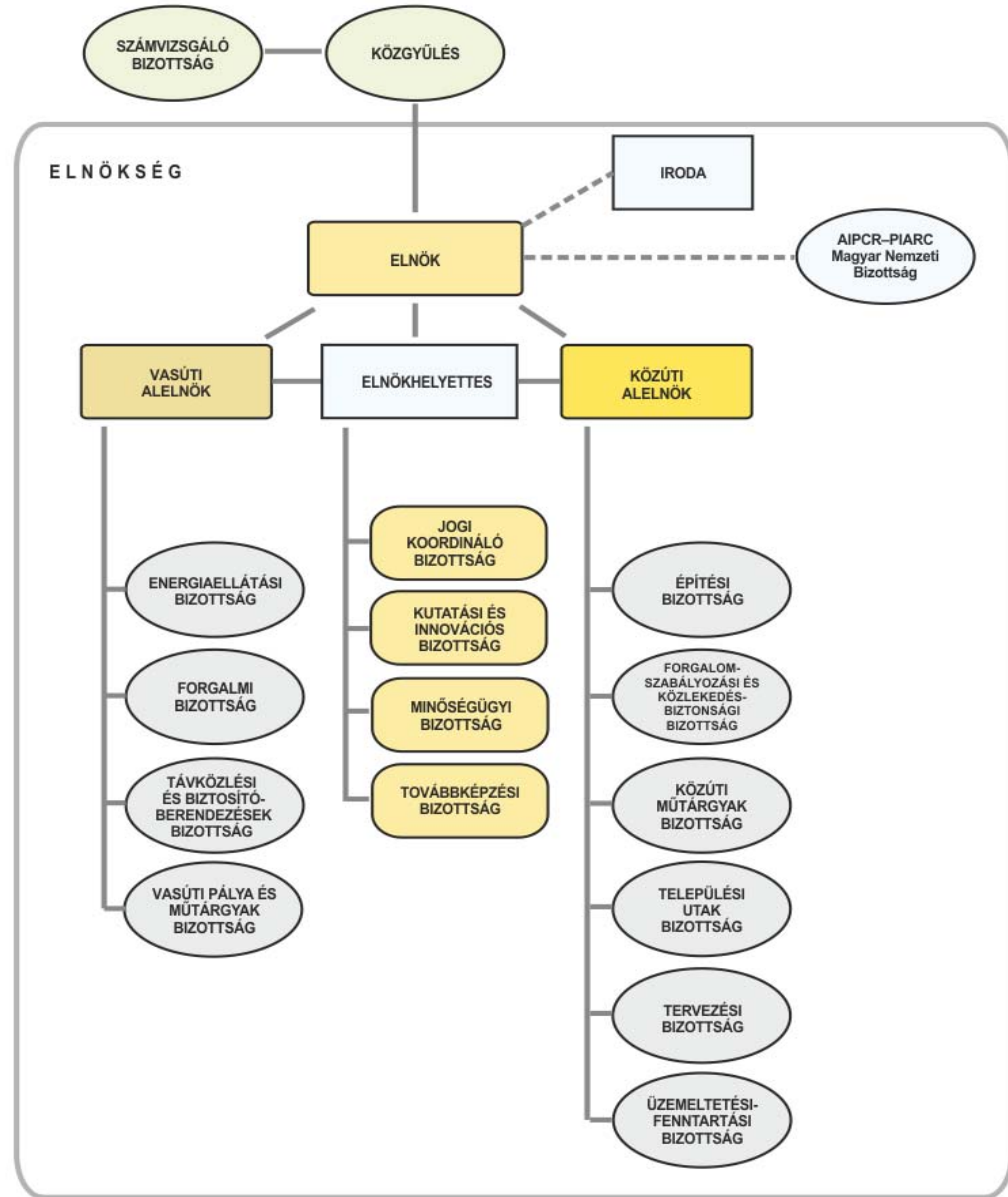 SZÁMVIZSGÁLÓ
BIZOTTSÁG
KÖZGYŰLÉS
ELNÖKSÉG
IRODA
ELNÖK
AIPCR–PIARC
Magyar Nemzeti
Bizottság
VASÚTI
ALELNÖK
ELNÖKHELYETTES
KÖZÚTI
ALELNÖK
ENERGIAELLÁTÁSI
BIZOTTSÁG
FORGALMI
BIZOTTSÁG
TÁVKÖZLÉSI
ÉS BIZTOSÍTÓ-
BERENDEZÉSEK
BIZOTTSÁG
VASÚTI PÁLYA ÉS
MŰTÁRGYAK
BIZOTTSÁG
JOGI
KOORDINÁLÓ
BIZOTTSÁG
KUTATÁSI ÉS
INNOVÁCIÓS
BIZOTTSÁG
MINŐSÉGÜGYI
BIZOTTSÁG
TOVÁBBKÉPZÉSI
BIZOTTSÁG
ÉPÍTÉSI
BIZOTTSÁG
FORGALOM-
SZABÁLYOZÁSI ÉS
KÖZLEKEDÉS-
BIZTONSÁGI
BIZOTTSÁG
KÖZÚTI
MŰTÁRGYAK
BIZOTTSÁG
TELEPÜLÉSI
UTAK
BIZOTTSÁG
TERVEZÉSI
BIZOTTSÁG
ÜZEMELTETÉSI-
FENNTARTÁSI
BIZOTTSÁG